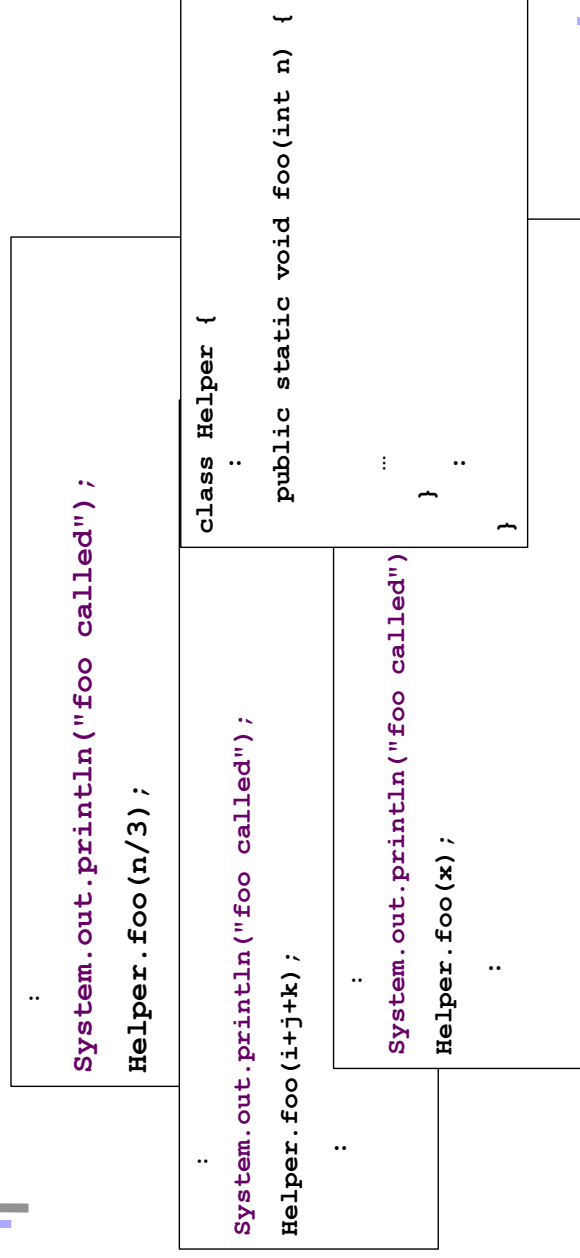 :
System.out.println("foo called");
Helper.foo(n/3);
:
System.out.println("foo called");
Helper.foo(i+j+k);
:
:
System.out.println("foo called")
Helper.foo(x);
:
class Helper {
:
public static void foo(int n) {
…
}
:
}